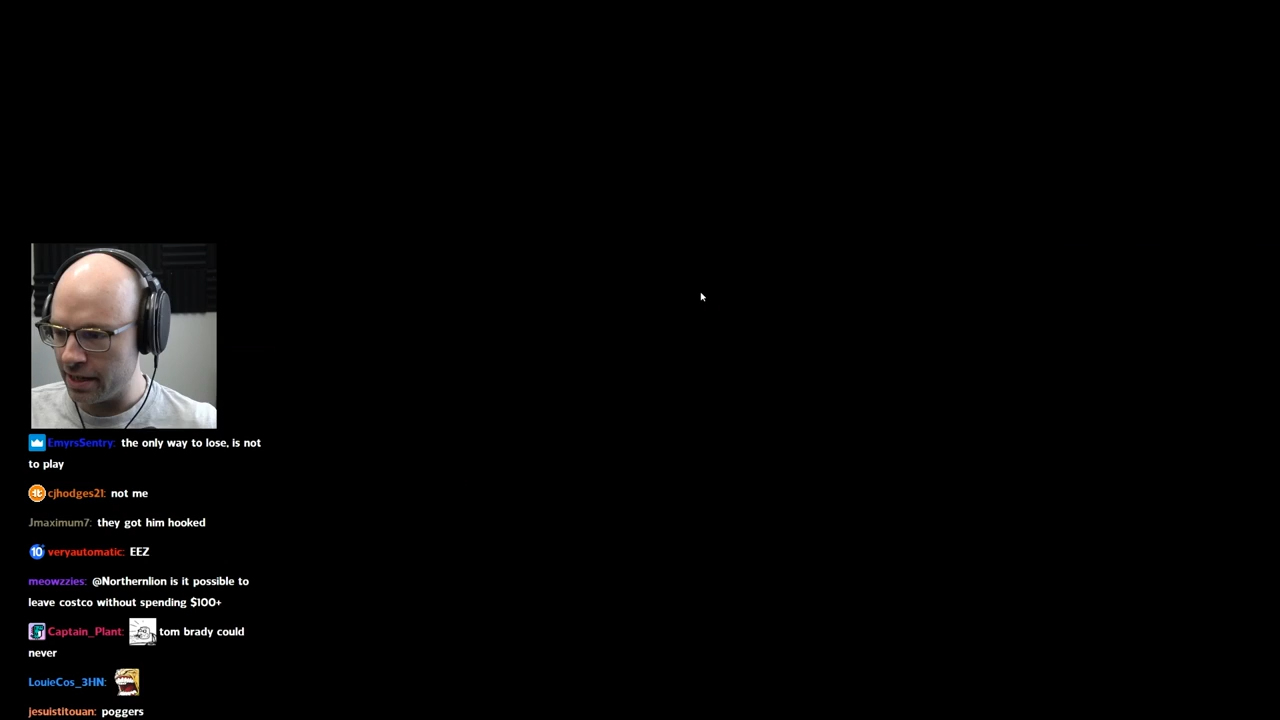 EmyrsSentry: the only way to lose, is not
to play
cjhodges21: not me
Jmaximum7: they got him hooked
10 veryautomatic: EEZ
meowzzies: @Northernlion is it possible to
leave costco without spending $100+
Captain_Plant: tom brady could
never
LouieCos_3HN:
jesuistitouan: poggers